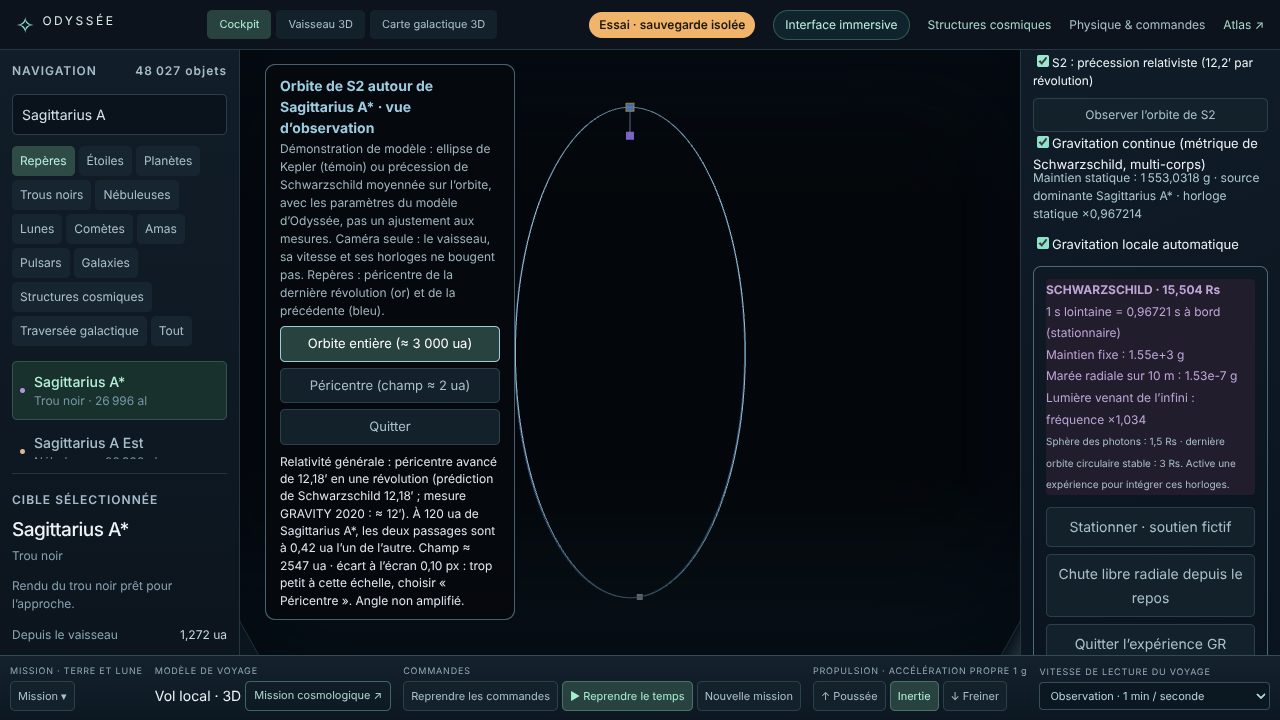 ODYSSÉE
Cockpit
Vaisseau 3D
Carte galactique 3D
Essai · sauvegarde isolée
Interface immersive
Structures cosmiques
Physique & commandes
Atlas ↗
NAVIGATION
48 027 objets
Sagittarius A
Repères
Étoiles
Planètes
Trous noirs
Nébuleuses
Lunes
Comètes
Amas
Pulsars
Galaxies
Structures cosmiques
Traversée galactique
Tout
Sagittarius A*
Trou noir · 26 996 al
Sagittarius A Est
CIBLE SÉLECTIONNÉE
Sagittarius A*
Trou noir
Rendu du trou noir prêt pour
l’approche.
Depuis le vaisseau
1,272 ua
Orbite de S2 autour de
Sagittarius A* · vue
d’observation
Démonstration de modèle : ellipse de
Kepler (témoin) ou précession de
Schwarzschild moyennée sur l’orbite,
avec les paramètres du modèle
d’Odyssée, pas un ajustement aux
mesures. Caméra seule : le vaisseau,
sa vitesse et ses horloges ne bougent
pas. Repères : péricentre de la
dernière révolution (or) et de la
précédente (bleu).
Orbite entière (≈ 3 000 ua)
Péricentre (champ ≈ 2 ua)
Quitter
Relativité générale : péricentre avancé
de 12,18′ en une révolution (prédiction
de Schwarzschild 12,18′ ; mesure
GRAVITY 2020 : ≈ 12′). À 120 ua de
Sagittarius A*, les deux passages sont
à 0,42 ua l’un de l’autre. Champ ≈
2547 ua · écart à l’écran 0,10 px : trop
petit à cette échelle, choisir «
Péricentre ». Angle non amplifié.
S2 : précession relativiste (12,2′ par
révolution)
Observer l’orbite de S2
Gravitation continue (métrique de
Schwarzschild, multi-corps)
Maintien statique : 1 553,0318 g · source
dominante Sagittarius A* · horloge
statique ×0,967214
Gravitation locale automatique
SCHWARZSCHILD · 15,504 Rs
1 s lointaine = 0,96721 s à bord
(stationnaire)
Maintien fixe : 1.55e+3 g
Marée radiale sur 10 m : 1.53e-7 g
Lumière venant de l’infini :
fréquence ×1,034
Sphère des photons : 1,5 Rs · dernière
orbite circulaire stable : 3 Rs. Active une
expérience pour intégrer ces horloges.
Stationner · soutien fictif
Chute libre radiale depuis le
repos
Quitter l’expérience GR
MISSION · TERRE ET LUNE
Mission ▾
MODÈLE DE VOYAGE
Vol local · 3D
Mission cosmologique ↗
COMMANDES
Reprendre les commandes
▶ Reprendre le temps
Nouvelle mission
PROPULSION · ACCÉLÉRATION PROPRE 1 g
↑ Poussée
Inertie
↓ Freiner
VITESSE DE LECTURE DU VOYAGE
Observation · 1 min / seconde